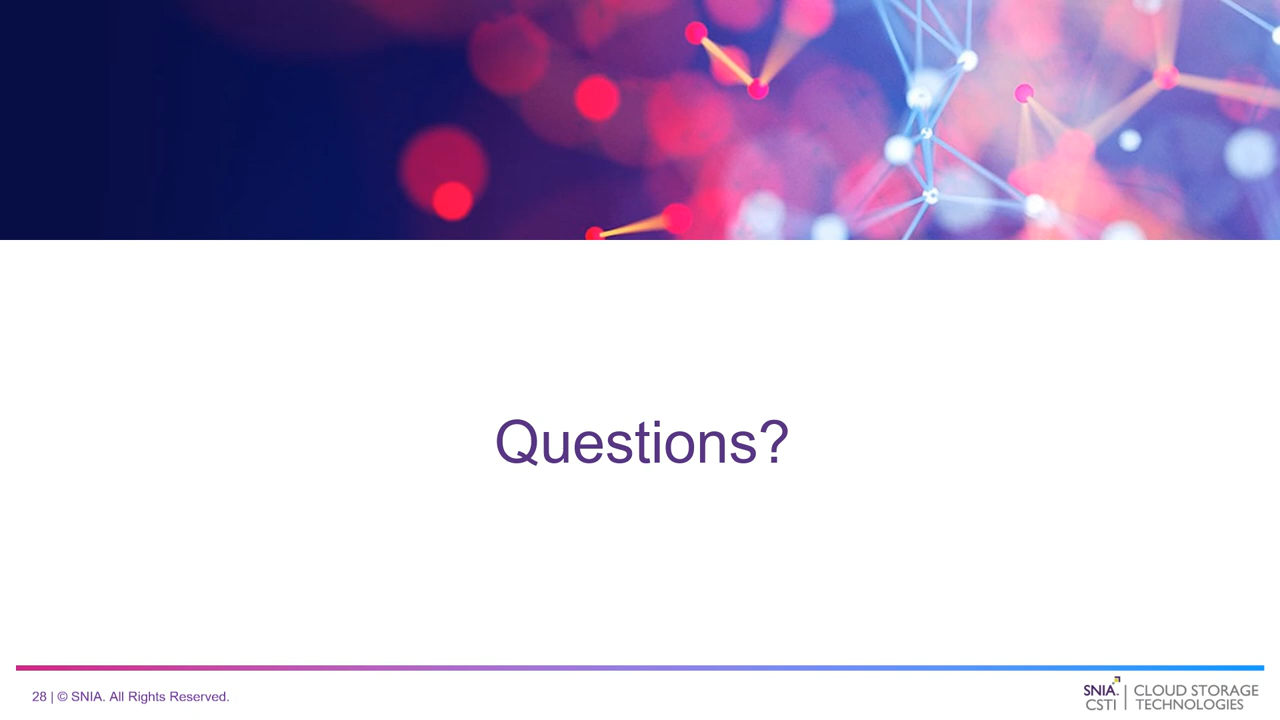 Questions?
28 | © SNIA. All Rights Reserved.
SNIA. | CLOUD STORAGE
CSTI | TECHNOLOGIES